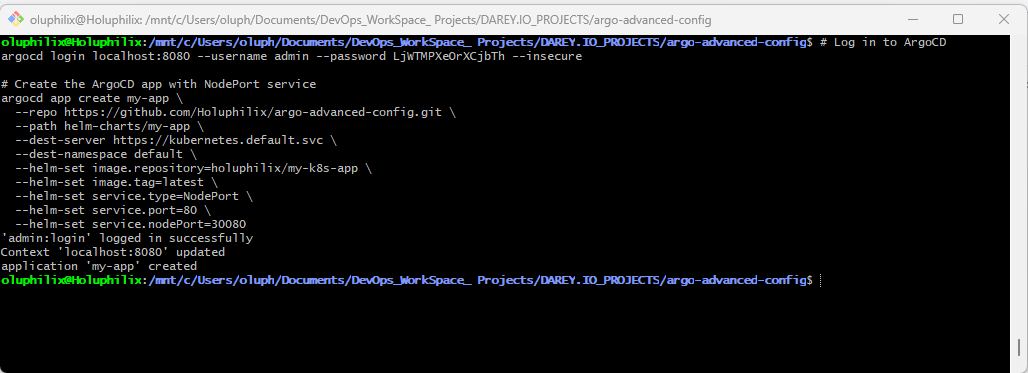 oluphilix@Holuphilix: /mnt/c/Users/oluph/Documents/DevOps_WorkSpace_ Projects/DAREY.IO_PROJECTS/argo-advanced-config
oluphilix@Holuphilix:/mnt/c/Users/oluph/Documents/DevOps_WorkSpace_ Projects/DAREY.IO_PROJECTS/argo-advanced-config$ # Log in to ArgoCD
argocd login localhost:8080 --username admin --password LjWTMPXeOrXCjbTh --insecure

# Create the ArgoCD app with NodePort service
argocd app create my-app \
  --repo https://github.com/Holuphilix/argo-advanced-config.git \
  --path helm-charts/my-app \
  --dest-server https://kubernetes.default.svc \
  --dest-namespace default \
  --helm-set image.repository=holuphilix/my-k8s-app \
  --helm-set image.tag=latest \
  --helm-set service.type=NodePort \
  --helm-set service.port=80 \
  --helm-set service.nodePort=30080
'admin:login' logged in successfully
Context 'localhost:8080' updated
application 'my-app' created
oluphilix@Holuphilix:/mnt/c/Users/oluph/Documents/DevOps_WorkSpace_ Projects/DAREY.IO_PROJECTS/argo-advanced-config$